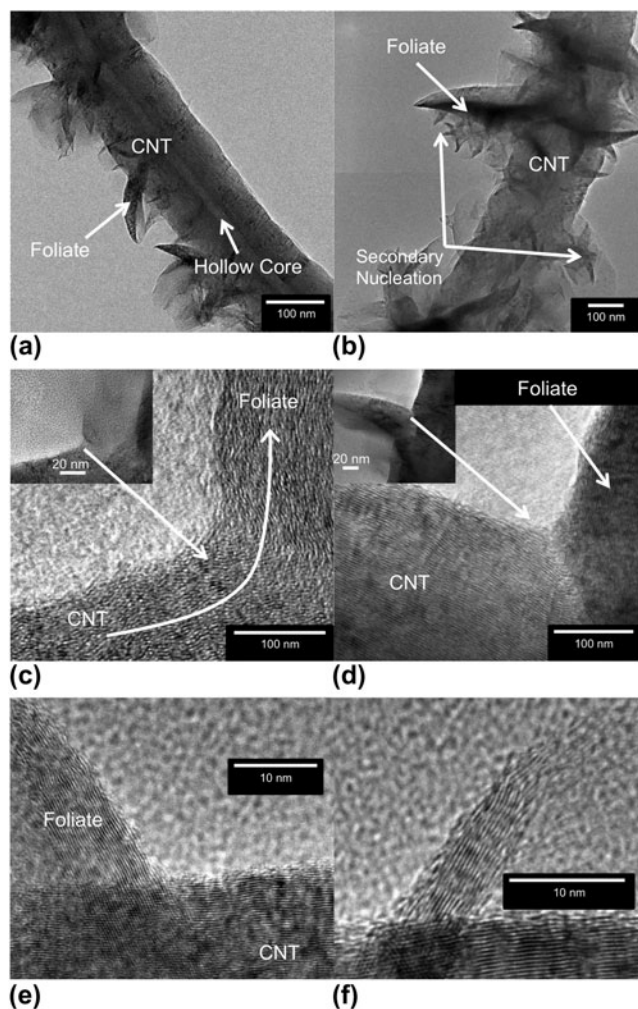 CNT
Foliate
Hollow Core
100 nm
(a)
Foliate
CNT
Secondary
Nucleation
100 nm
(b)
20 nm
Foliate
CNT
100 nm
(c)
20 nm
Foliate
CNT
100 nm
(d)
10 nm
Foliate
CNT
(e)
10 nm
(f)